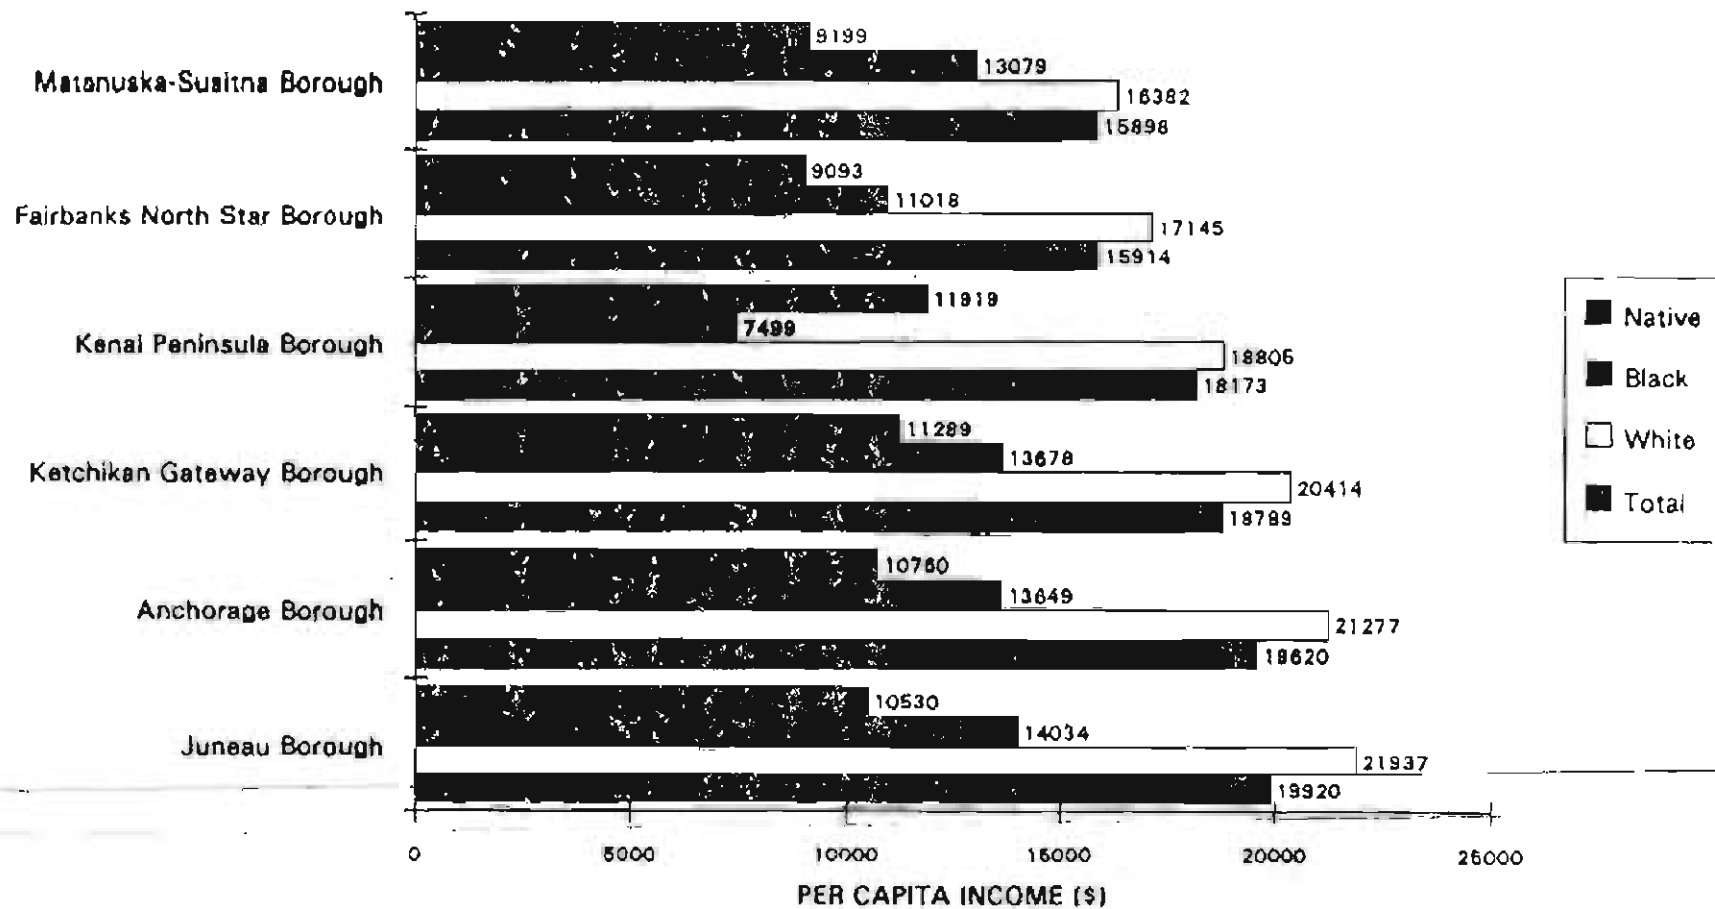 9199
13079
Matanuska-Susitna Borough
16382
15898
9093
11018
Fairbanks North Star Borough
17145
15914
11919
7499
Kenai Peninsula Borough
18805
18173
11289
13678
Ketchikan Gateway Borough
20414
18789
10760
13649
Anchorage Borough
21277
19620
10530
14034
Juneau Borough
21937
19920
Native
Black
White
Total
0 5000 10000 15000 20000 25000
PER CAPITA INCOME ($)